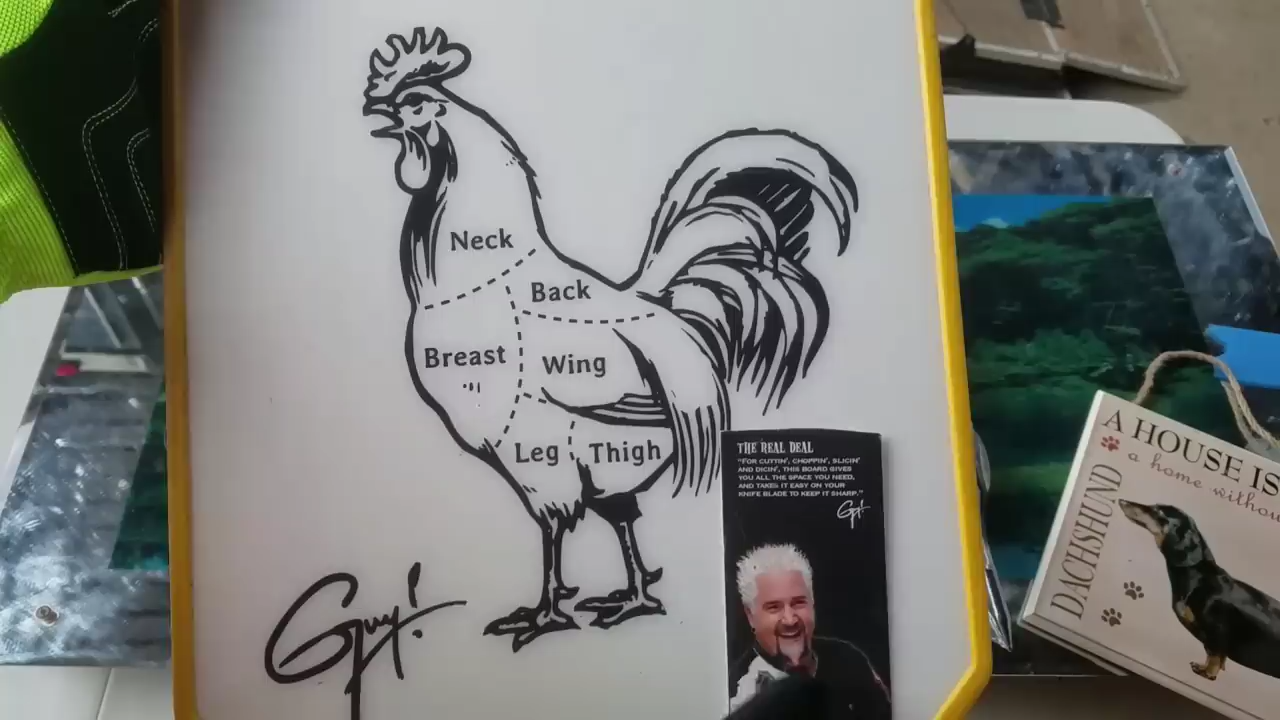 Neck
Back
Breast
Wing
Leg
Thigh
Guy!
THE REAL DEAL
"FOR CUTTIN', CHOPPIN', SLICIN'
AND DICIN', THIS BOARD GIVES
YOU ALL THE SPACE YOU NEED,
AND TAKES IT EASY ON YOUR
KNIFE BLADE TO KEEP IT SHARP."
Guy!
A HOUSE IS
a home withou
DACHSHUND